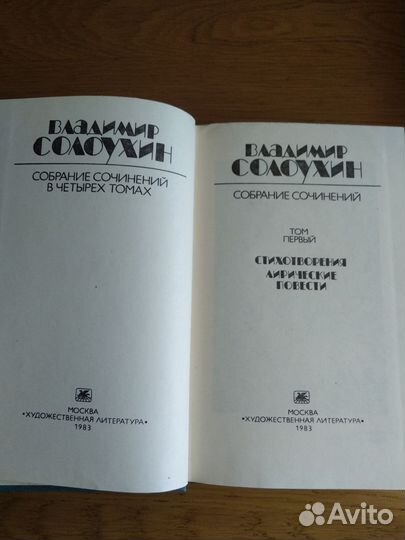 ВЛАДИМИР
СОЛОУХИН
СОБРАНИЕ СОЧИНЕНИЙ
В ЧЕТЫРЕХ ТОМАХ
МОСКВА
«ХУДОЖЕСТВЕННАЯ ЛИТЕРАТУРА»
1983
ВЛАДИМИР
СОЛОУХИН
СОБРАНИЕ СОЧИНЕНИЙ
ТОМ
ПЕРВЫЙ
СТИХОТВОРЕНИЯ
ЛИРИЧЕСКИЕ
ПОВЕСТИ
МОСКВА
«ХУДОЖЕСТВЕННАЯ ЛИТЕРАТУРА»
1983
Avito